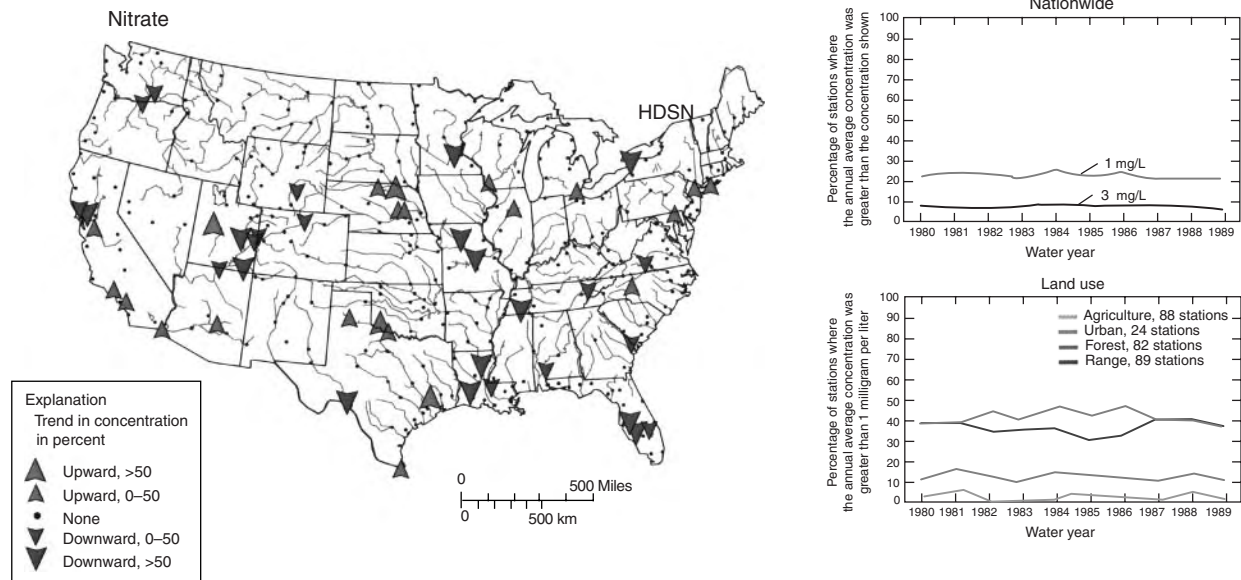 Nitrate
HDSN
0 500 Miles
0 500 km
Explanation
Trend in concentration
in percent
Upward, >50
Upward, 0–50
None
Downward, 0–50
Downward, >50
Nationwide
Percentage of stations where
the annual average concentration was
greater than the concentration shown
100
90
80
70
60
50
40
30
20
10
0
1 mg/L
3 mg/L
1980 1981 1982 1983 1984 1985 1986 1987 1988 1989
Water year
Land use
Percentage of stations where
the annual average concentration was
greater than 1 milligram per liter
100
90
80
70
60
50
40
30
20
10
0
Agriculture, 88 stations
Urban, 24 stations
Forest, 82 stations
Range, 89 stations
1980 1981 1982 1983 1984 1985 1986 1987 1988 1989
Water year